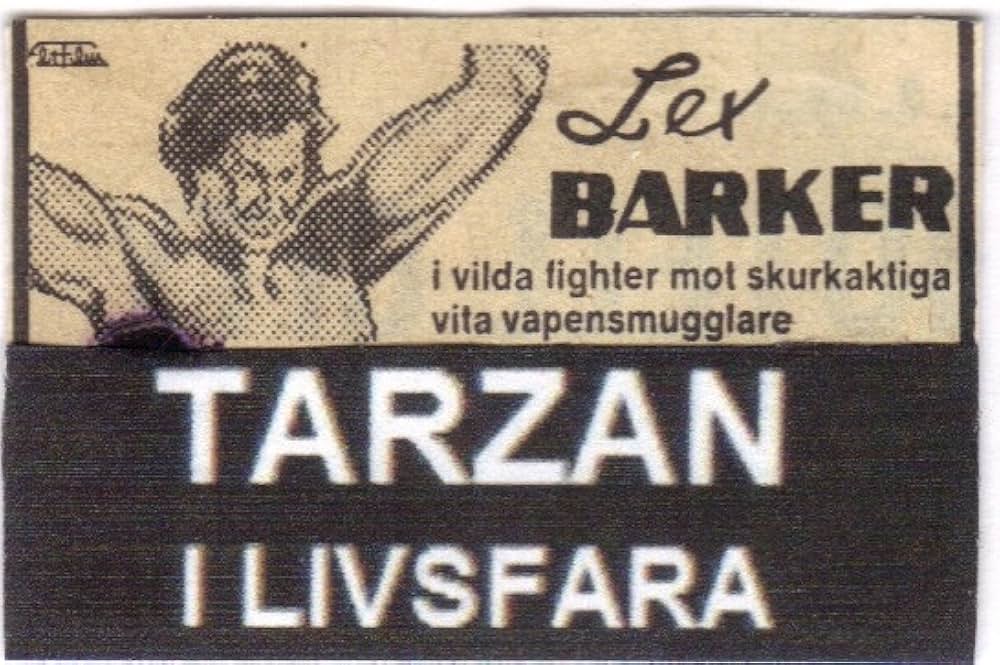 Lex
BARKER
i vilda fighter mot skurkaktiga
vita vapensmugglare
TARZAN
I LIVSFARA